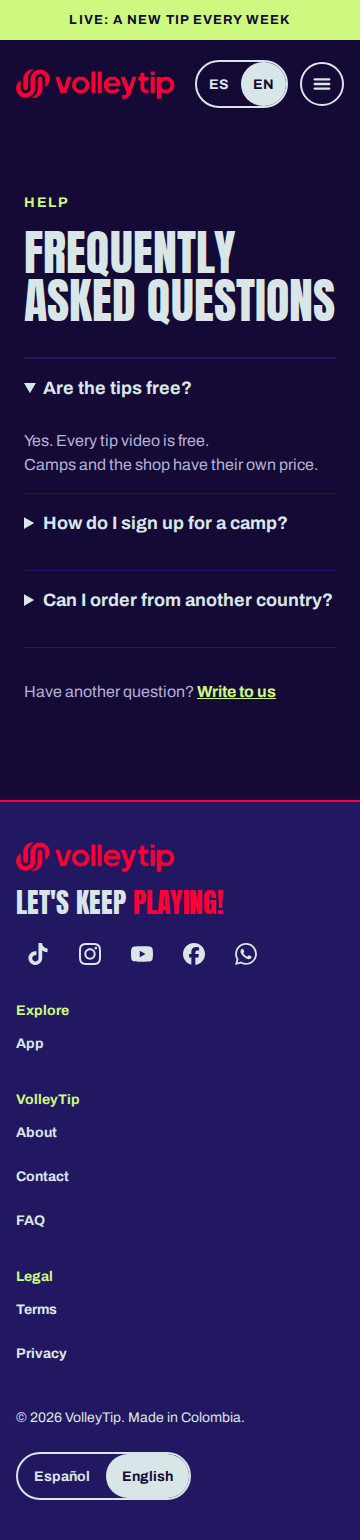 LIVE: A NEW TIP EVERY WEEK
volleytip
ES EN
HELP
FREQUENTLY
ASKED QUESTIONS
Are the tips free?
Yes. Every tip video is free.
Camps and the shop have their own price.
How do I sign up for a camp?
Can I order from another country?
Have another question? Write to us
volleytip
LET'S KEEP PLAYING!
Explore
App
VolleyTip
About
Contact
FAQ
Legal
Terms
Privacy
© 2026 VolleyTip. Made in Colombia.
Español English